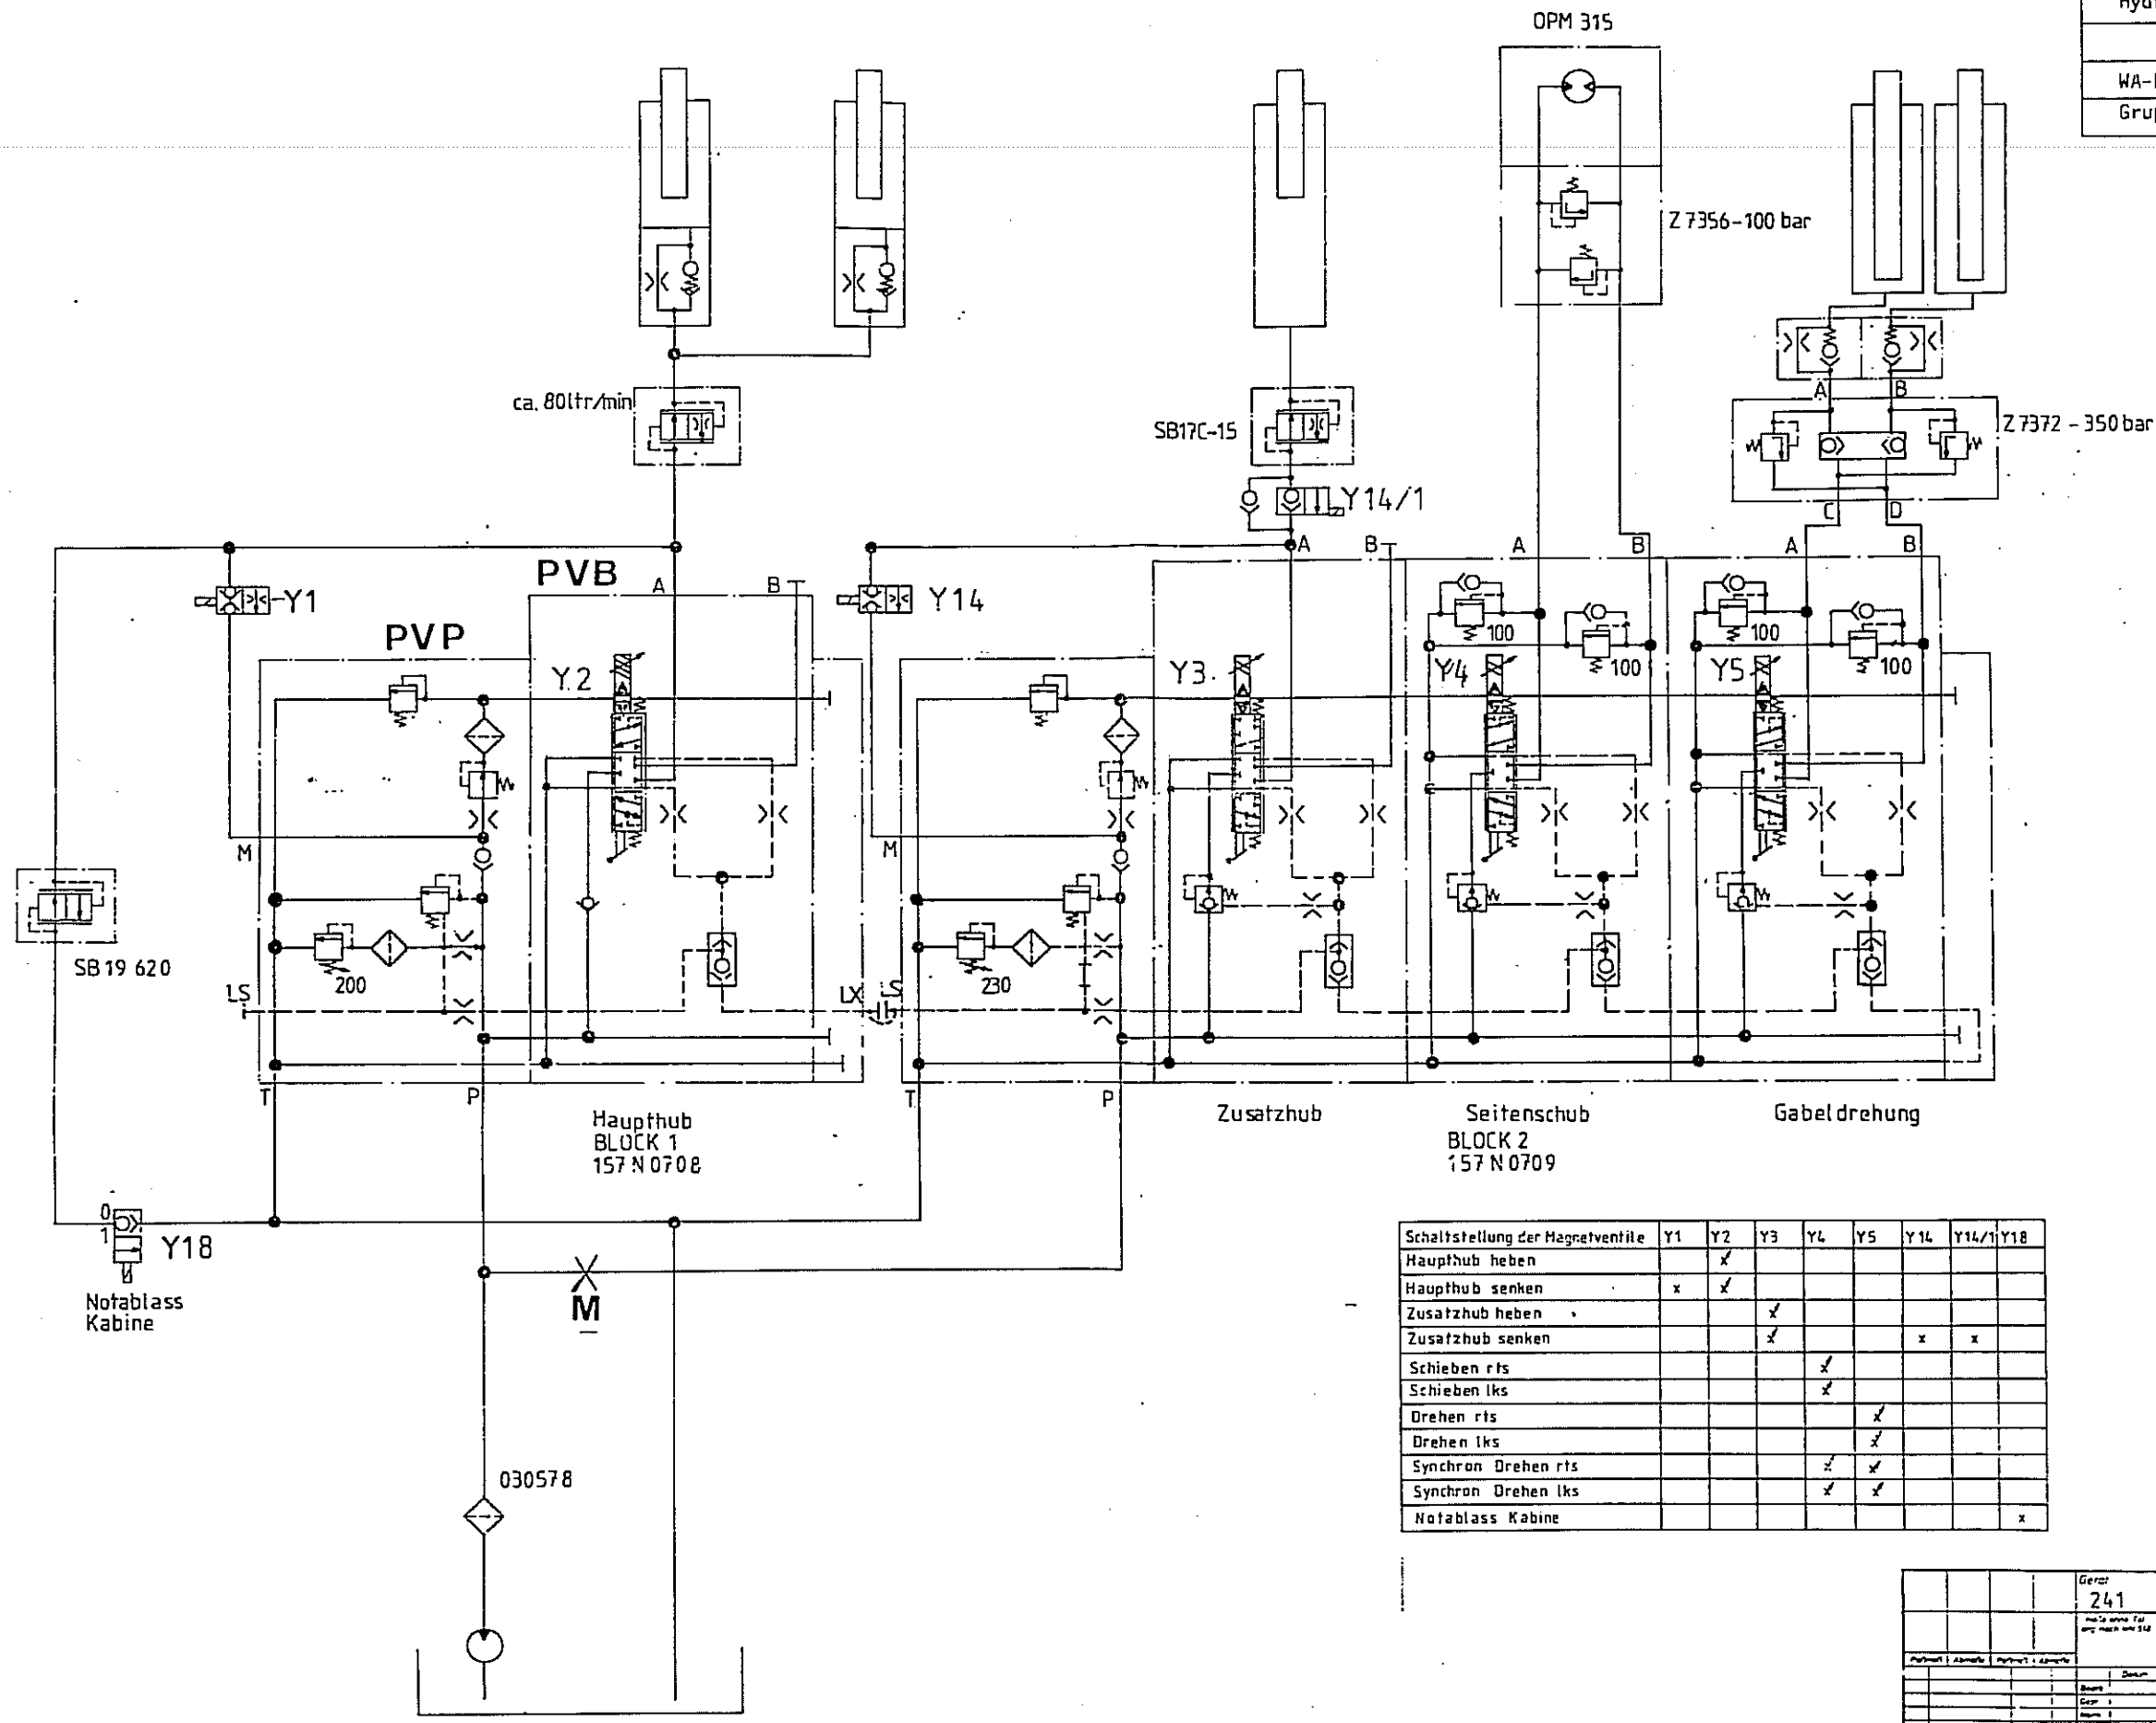 OPM 315
WA-
Z 7356-100 bar
ca. 80ltr/min
SB17C-15
Z 7372 - 350 bar
A B
C D
Y14/1
A B A B A B
PVB
A B
Y1
Y14
PVP
100 100 100 100
Y.2 Y3. Y4 Y5
M M
SB 19 620
200 230
LS LX LS
T P T P
Haupthub
BLOCK 1
157 N 0708
Zusatzhub
Seitenschub
BLOCK 2
157 N 0709
Gabeldrehung
0
1
Y18
Notablass
Kabine
M
030578
Schaltstellung der Magnetventile Y1 Y2 Y3 Y4 Y5 Y14 Y14/1 Y18
Haupthub heben x
Haupthub senken x x
Zusatzhub heben x
Zusatzhub senken x x x
Schieben rts x
Schieben lks x
Drehen rts x
Drehen lks x
Synchron Drehen rts x x
Synchron Drehen lks x x
Notablass Kabine x
Gerät
241
Datum